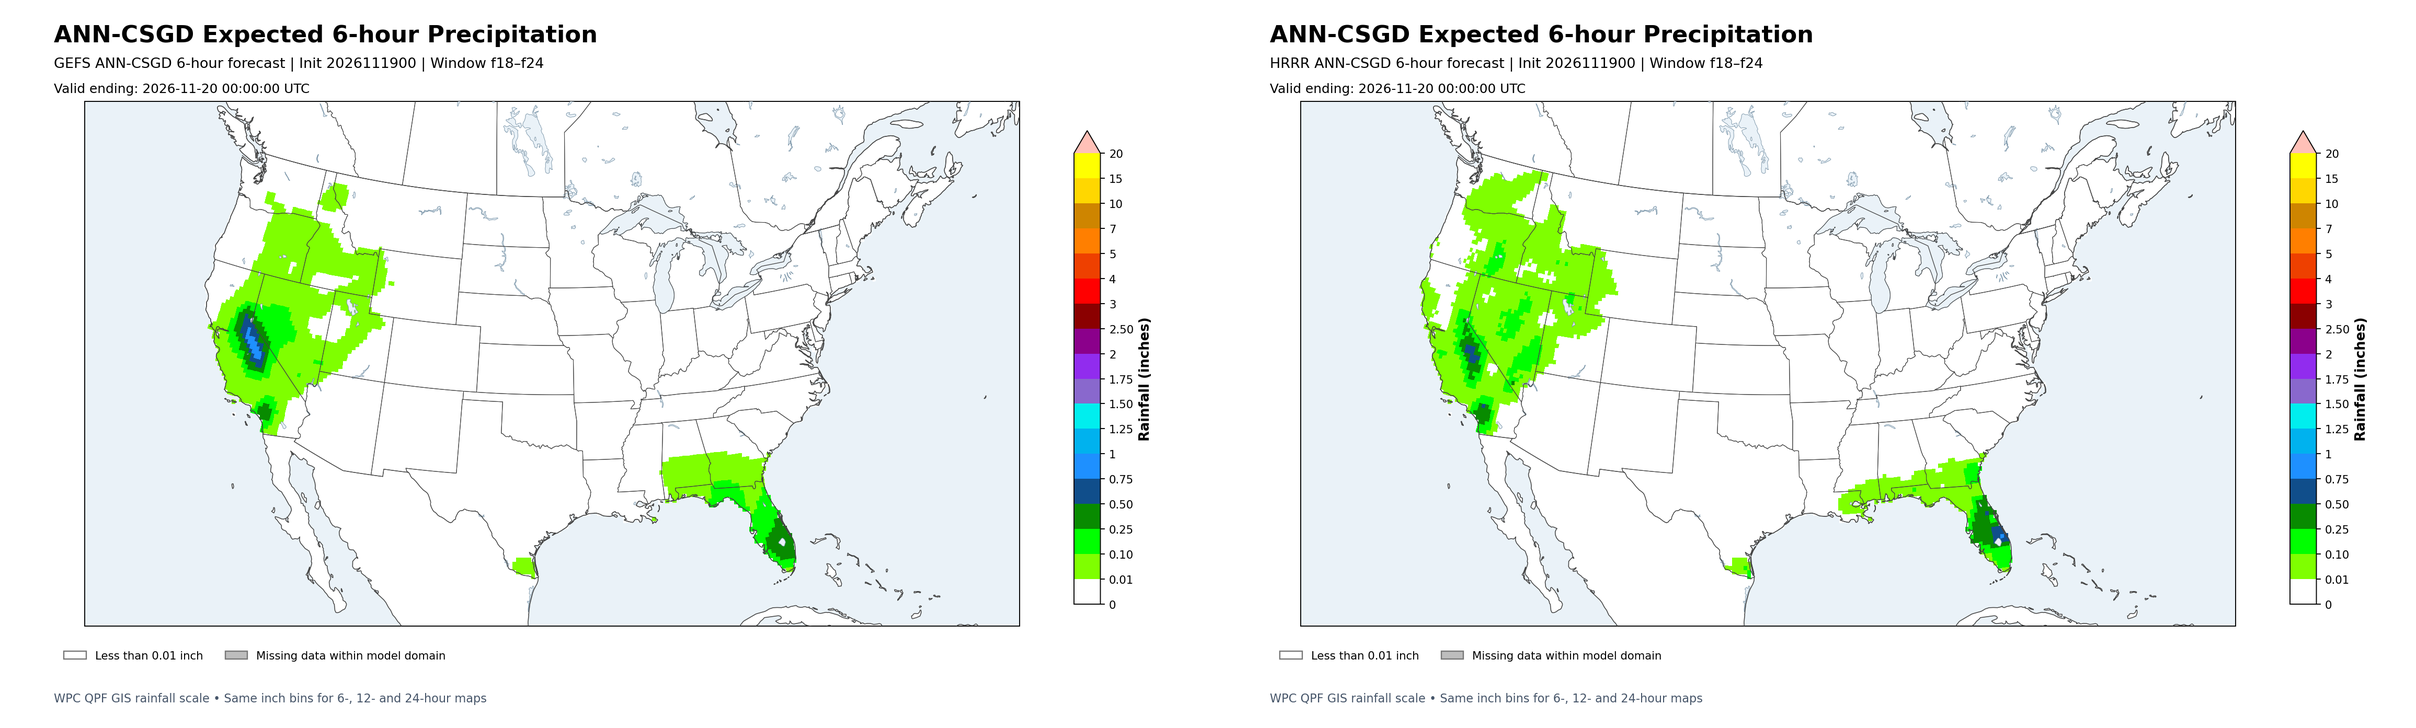 ANN-CSGD Expected 6-hour Precipitation
GEFS ANN-CSGD 6-hour forecast | Init 2026111900 | Window f18–f24
Valid ending: 2026-11-20 00:00:00 UTC
20
15
10
7
5
4
3
2.50
2
1.75
1.50
1.25
1
0.75
0.50
0.25
0.10
0.01
0
Rainfall (inches)
Less than 0.01 inch
Missing data within model domain
WPC QPF GIS rainfall scale • Same inch bins for 6-, 12- and 24-hour maps
ANN-CSGD Expected 6-hour Precipitation
HRRR ANN-CSGD 6-hour forecast | Init 2026111900 | Window f18–f24
Valid ending: 2026-11-20 00:00:00 UTC
20
15
10
7
5
4
3
2.50
2
1.75
1.50
1.25
1
0.75
0.50
0.25
0.10
0.01
0
Rainfall (inches)
Less than 0.01 inch
Missing data within model domain
WPC QPF GIS rainfall scale • Same inch bins for 6-, 12- and 24-hour maps